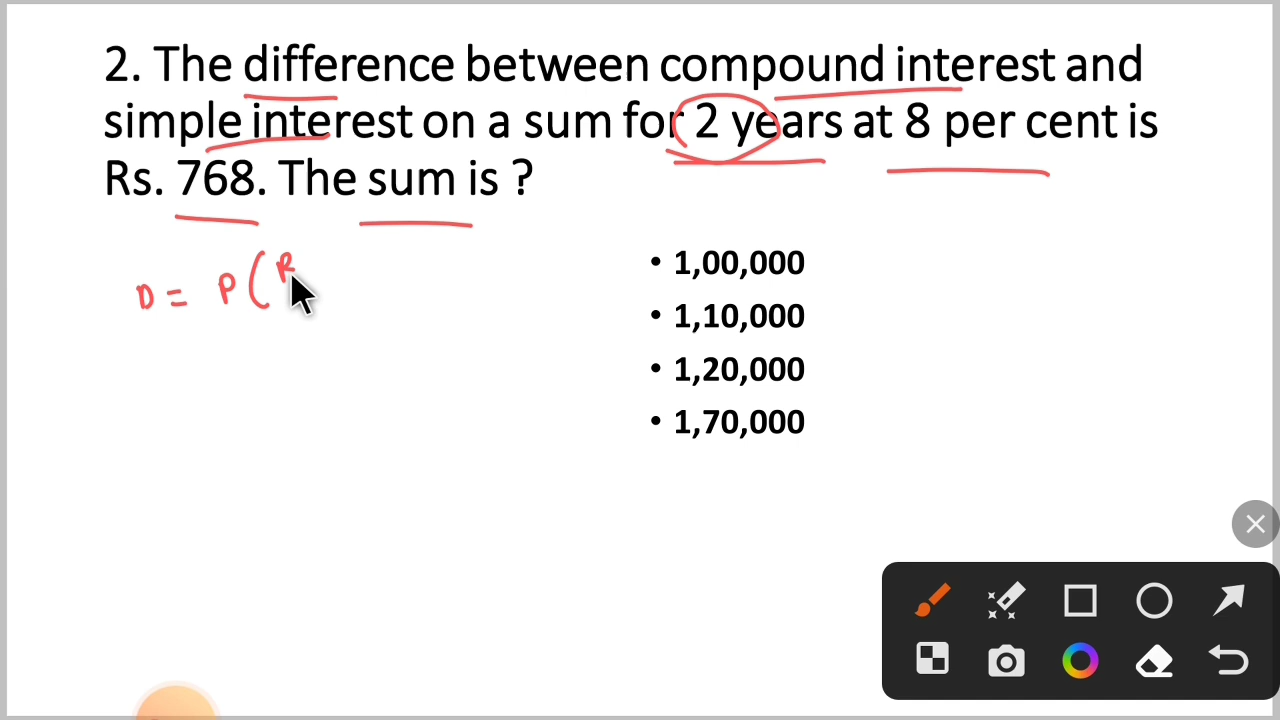 2. The difference between compound interest and
simple interest on a sum for 2 years at 8 per cent is
Rs. 768. The sum is ?
D = P ( R
• 1,00,000
• 1,10,000
• 1,20,000
• 1,70,000